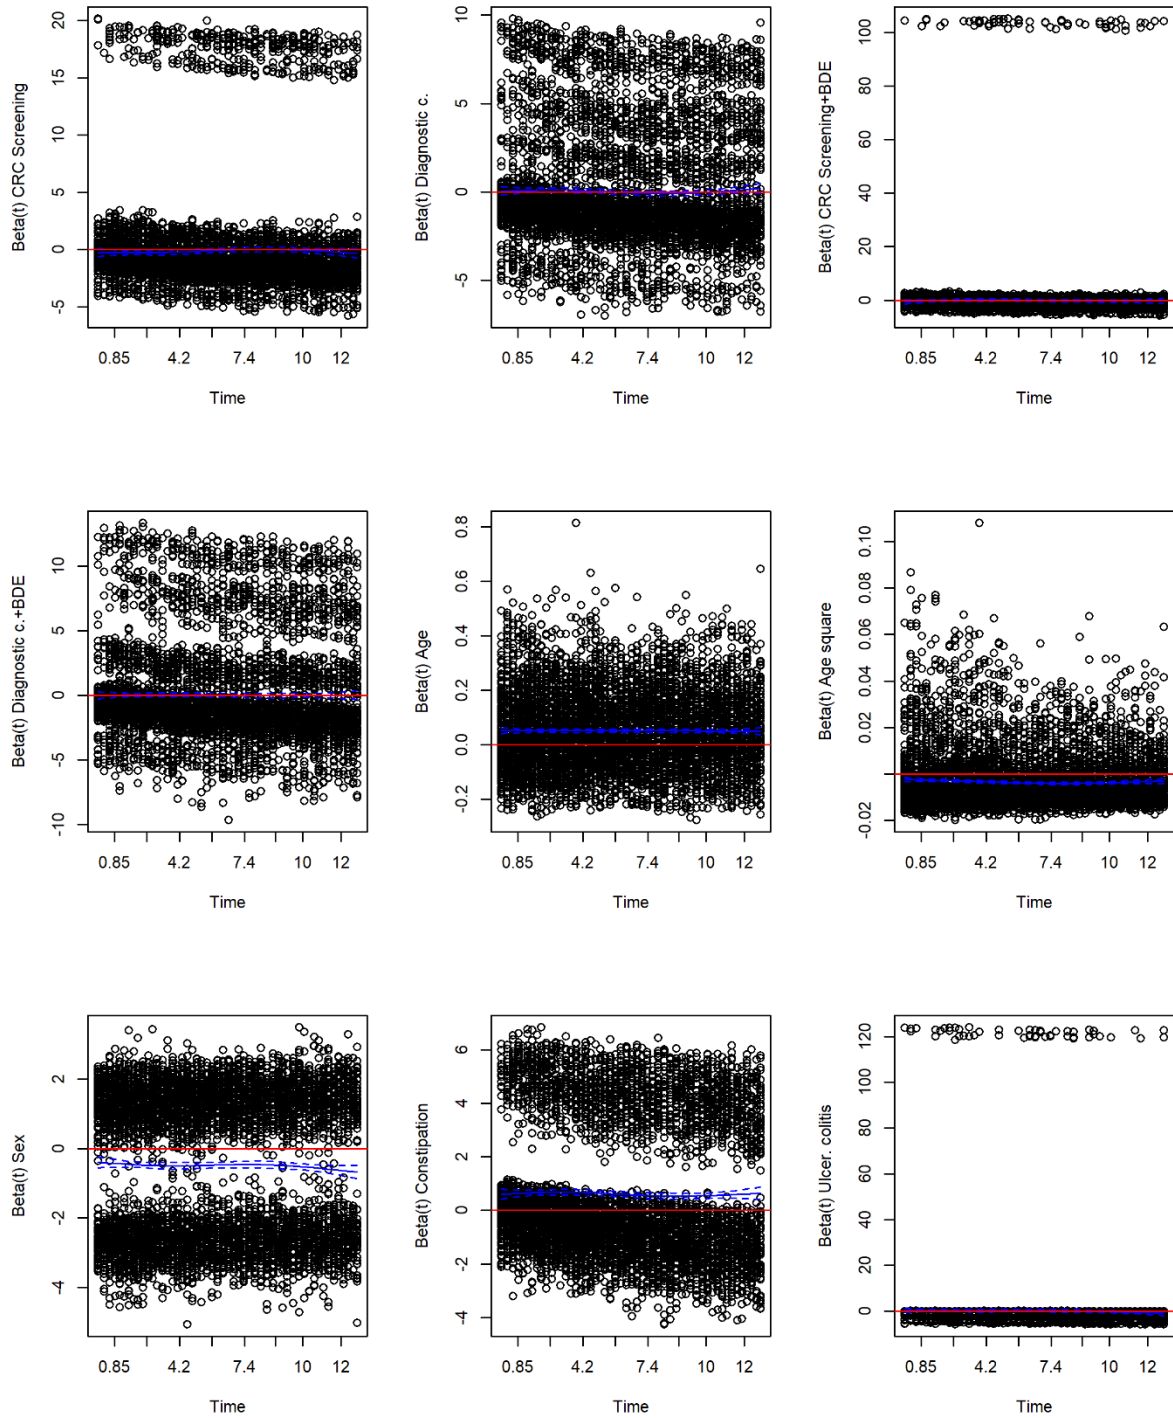 Beta(t) CRC Screening
20
15
10
5
0
-5
0.85 4.2 7.4 10 12
Time
Beta(t) Diagnostic c.
10
5
0
-5
0.85 4.2 7.4 10 12
Time
Beta(t) CRC Screening+BDE
100
80
60
40
20
0
0.85 4.2 7.4 10 12
Time
Beta(t) Diagnostic c.+BDE
10
5
0
-5
-10
0.85 4.2 7.4 10 12
Time
Beta(t) Age
0.8
0.6
0.4
0.2
0.0
-0.2
0.85 4.2 7.4 10 12
Time
Beta(t) Age square
0.10
0.08
0.06
0.04
0.02
-0.02
0.85 4.2 7.4 10 12
Time
Beta(t) Sex
2
0
-2
-4
0.85 4.2 7.4 10 12
Time
Beta(t) Constipation
6
4
2
0
-2
-4
0.85 4.2 7.4 10 12
Time
Beta(t) Ulcer. colitis
120
100
80
60
40
20
0
0.85 4.2 7.4 10 12
Time